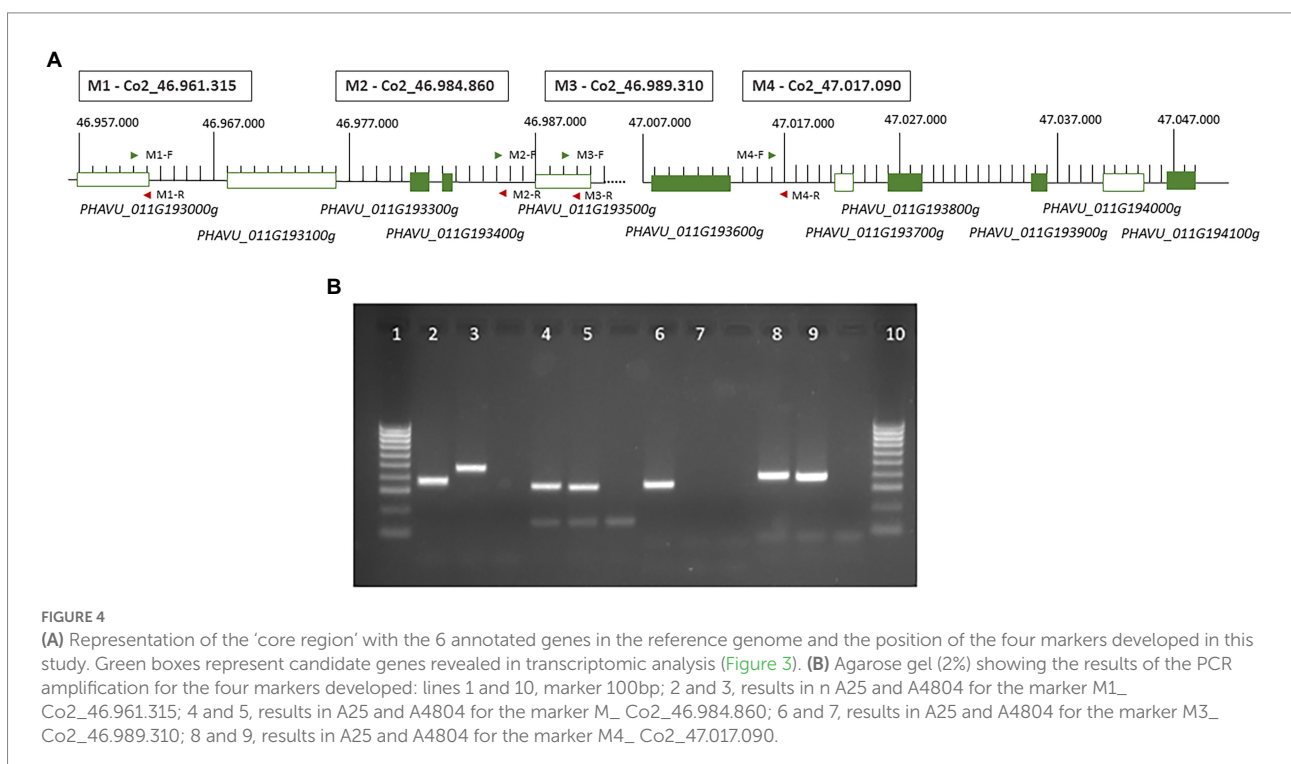 A
M1 - Co2_46.961.315
M2 - Co2_46.984.860
M3 - Co2_46.989.310
M4 - Co2_47.017.090
46.957.000
46.967.000
46.977.000
46.987.000
47.007.000
47.017.000
47.027.000
47.037.000
47.047.000
M1-F
M2-F
M3-F
M4-F
M1-R
M2-R
M3-R
M4-R
PHAVU_011G193000g
PHAVU_011G193300g
PHAVU_011G193500g
PHAVU_011G193800g
PHAVU_011G194000g
PHAVU_011G193100g
PHAVU_011G193400g
PHAVU_011G193600g
PHAVU_011G193700g
PHAVU_011G193900g
PHAVU_011G194100g
B
1 2 3 4 5 6 7 8 9 10
FIGURE 4
(A) Representation of the ‘core region’ with the 6 annotated genes in the reference genome and the position of the four markers developed in this
study. Green boxes represent candidate genes revealed in transcriptomic analysis (Figure 3). (B) Agarose gel (2%) showing the results of the PCR
amplification for the four markers developed: lines 1 and 10, marker 100bp; 2 and 3, results in n A25 and A4804 for the marker M1_
Co2_46.961.315; 4 and 5, results in A25 and A4804 for the marker M_ Co2_46.984.860; 6 and 7, results in A25 and A4804 for the marker M3_
Co2_46.989.310; 8 and 9, results in A25 and A4804 for the marker M4_ Co2_47.017.090.